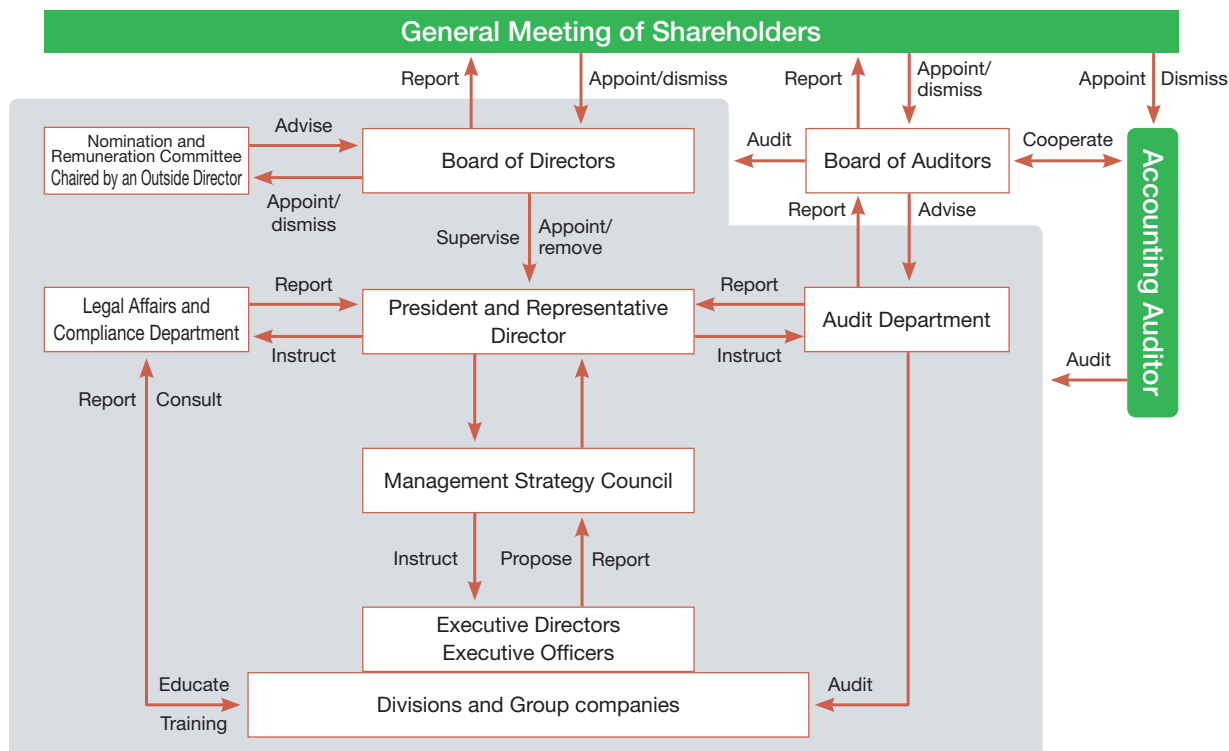 General Meeting of Shareholders
Report
Appoint/dismiss
Report
Appoint/
dismiss
Appoint
Dismiss
Nomination and
Remuneration Committee
Chaired by an Outside Director
Advise
Appoint/
dismiss
Board of Directors
Audit
Board of Auditors
Cooperate
Accounting Auditor
Supervise
Appoint/
remove
Report
Advise
Legal Affairs and
Compliance Department
Report
Instruct
President and Representative
Director
Report
Instruct
Audit Department
Audit
Report
Consult
Management Strategy Council
Instruct
Propose
Report
Executive Directors
Executive Officers
Educate
Training
Divisions and Group companies
Audit